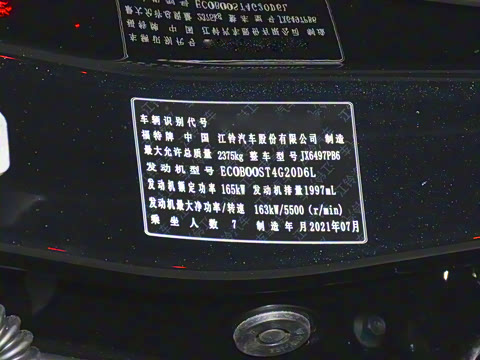 车辆识别代号
福特牌 中国 江铃汽车股份有限公司 制造
最大允许总质量 2275kg 整车型号 JX6497PB6
发动机型号 ECOBOOST4G20D6L
发动机额定功率 165kW 发动机排量 1997mL
发动机最大净功率/转速 163kW/5500 (r/min)
乘坐人数 7 制造年月 2021年07月